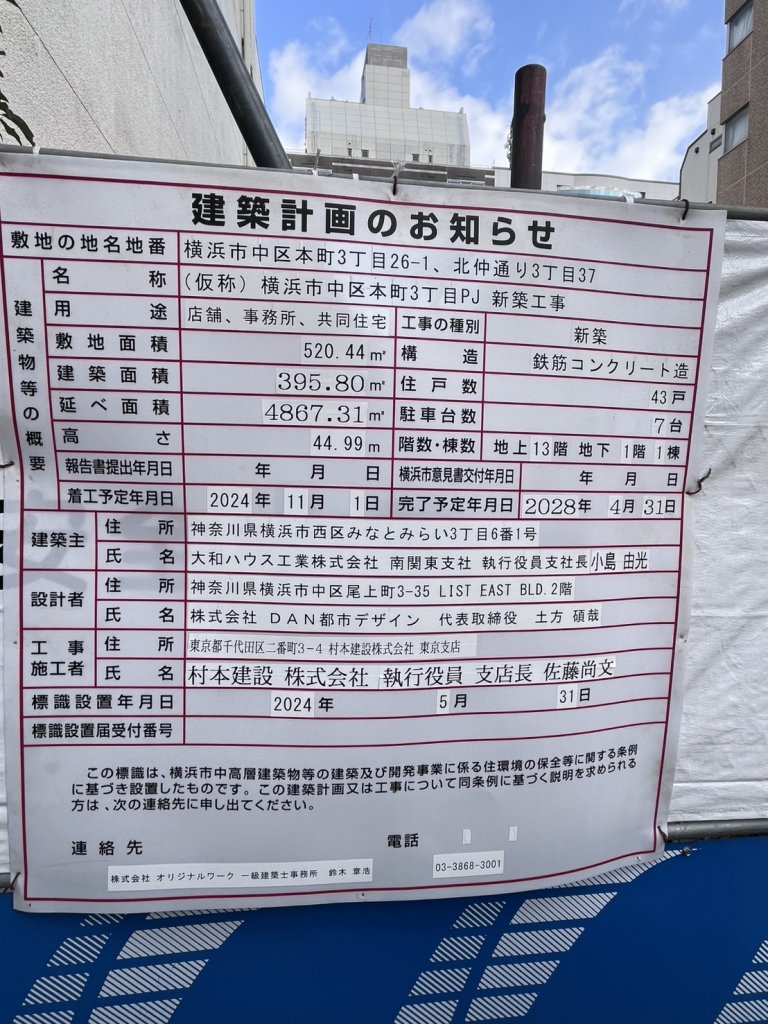 建築計画のお知らせ
敷地の地名地番 横浜市中区本町3丁目26-1、北仲通り3丁目37
建築物等の概要
名称 (仮称) 横浜市中区本町3丁目PJ 新築工事
用途 店舗、事務所、共同住宅 工事の種別 新築
敷地面積 520.44㎡ 構造 鉄筋コンクリート造
建築面積 395.80㎡ 住戸数 43戸
延べ面積 4867.31㎡ 駐車台数 7台
高さ 44.99m 階数・棟数 地上13階 地下 1階 1棟
報告書提出年月日 年 月 日 横浜市意見書交付年月日 年 月 日
着工予定年月日 2024年 11月 1日 完了予定年月日 2028年 4月 31日
建築主 住所 神奈川県横浜市西区みなとみらい3丁目6番1号
氏名 大和ハウス工業株式会社 南関東支社 執行役員支社長 小島 由光
設計者 住所 神奈川県横浜市中区尾上町3-35 LIST EAST BLD.2階
氏名 株式会社 DAN都市デザイン 代表取締役 土方 碩哉
工事施工者 住所 東京都千代田区二番町3-4 村本建設株式会社 東京支店
氏名 村本建設 株式会社 執行役員 支店長 佐藤尚文
標識設置年月日 2024年 5月 31日
標識設置届受付番号
この標識は、横浜市中高層建築物等の建築及び開発事業に係る住環境の保全等に関する条例
に基づき設置したものです。この建築計画又は工事について同条例に基づく説明を求められる
方は、次の連絡先に申し出てください。
連絡先 電話
株式会社 オリジナルワーク 一級建築士事務所 鈴木 章浩 03-3868-3001